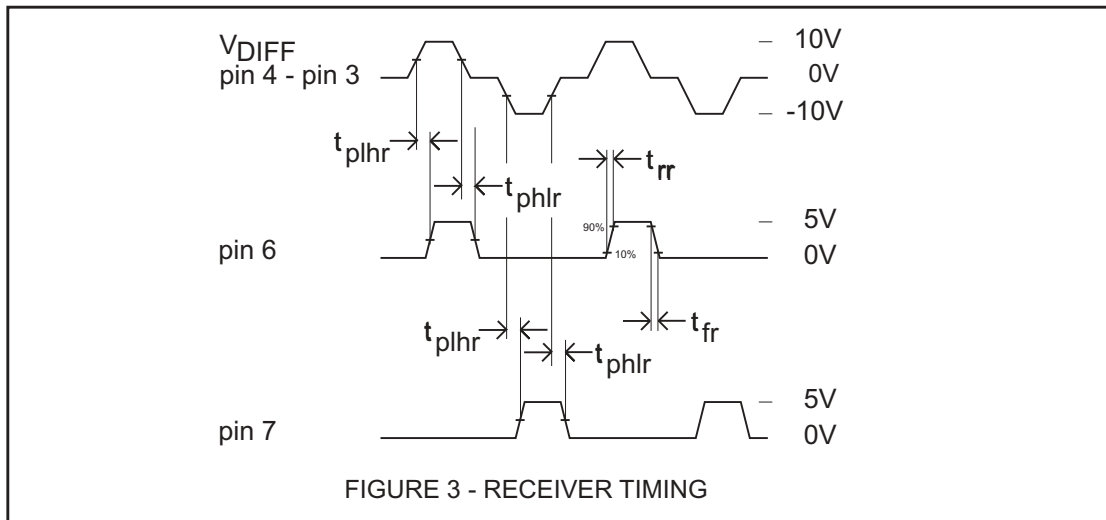 VDIFF
pin 4 - pin 3
10V
0V
-10V
tplhr
tphlr
trr
pin 6
90%
10%
5V
0V
tfr
tplhr
tphlr
pin 7
5V
0V
FIGURE 3 - RECEIVER TIMING